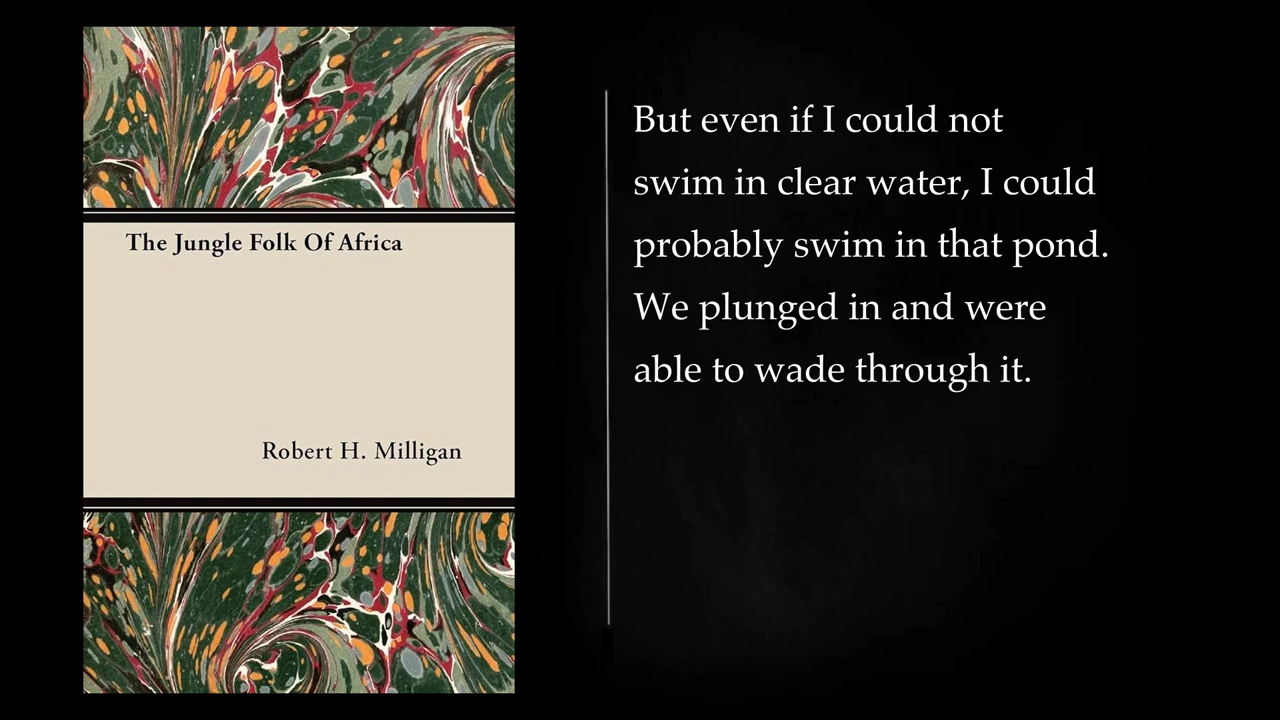 The Jungle Folk Of Africa
Robert H. Milligan
But even if I could not
swim in clear water, I could
probably swim in that pond.
We plunged in and were
able to wade through it.